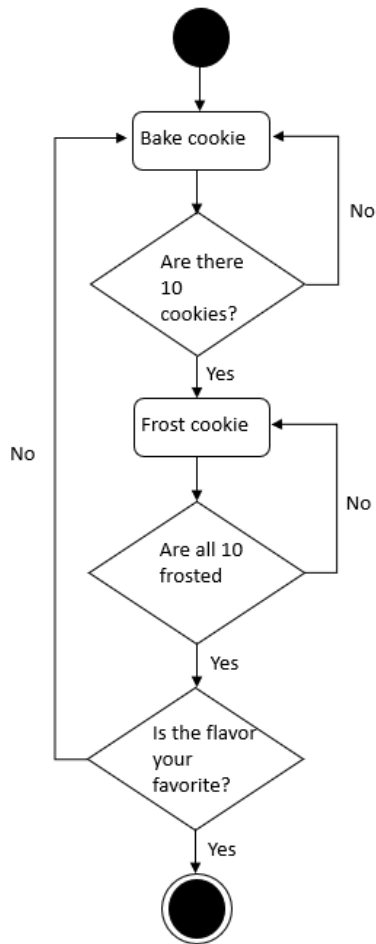 Bake cookie
No
Are there
10
cookies?
Yes
Frost cookie
No
No
Are all 10
frosted
Yes
Is the flavor
your
favorite?
Yes